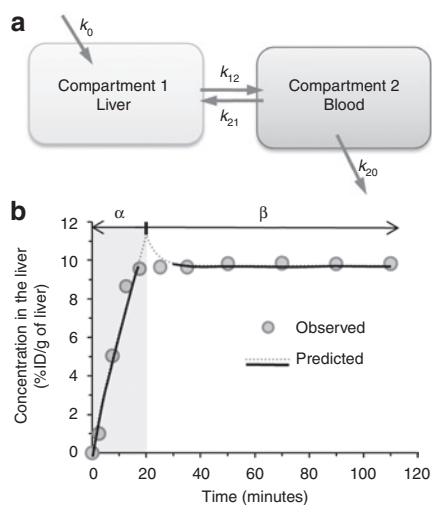 a
k0
Compartment 1
Liver
k12
k21
Compartment 2
Blood
k20
b
α
β
Concentration in the liver
(%ID/g of liver)
12
10
8
6
4
2
0
Observed
Predicted
0 20 40 60 80 100 120
Time (minutes)